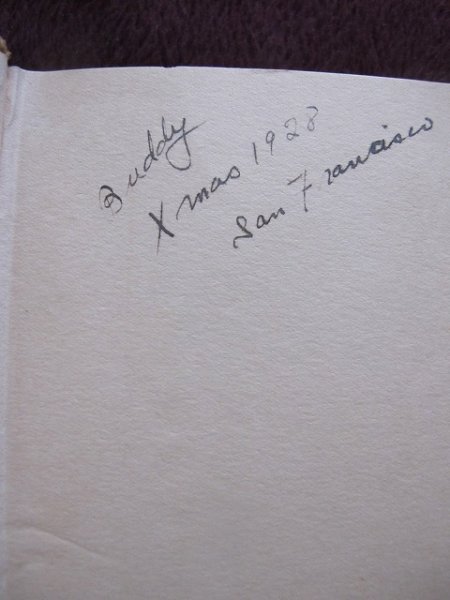 Buddy
Xmas 1928
San Francisco